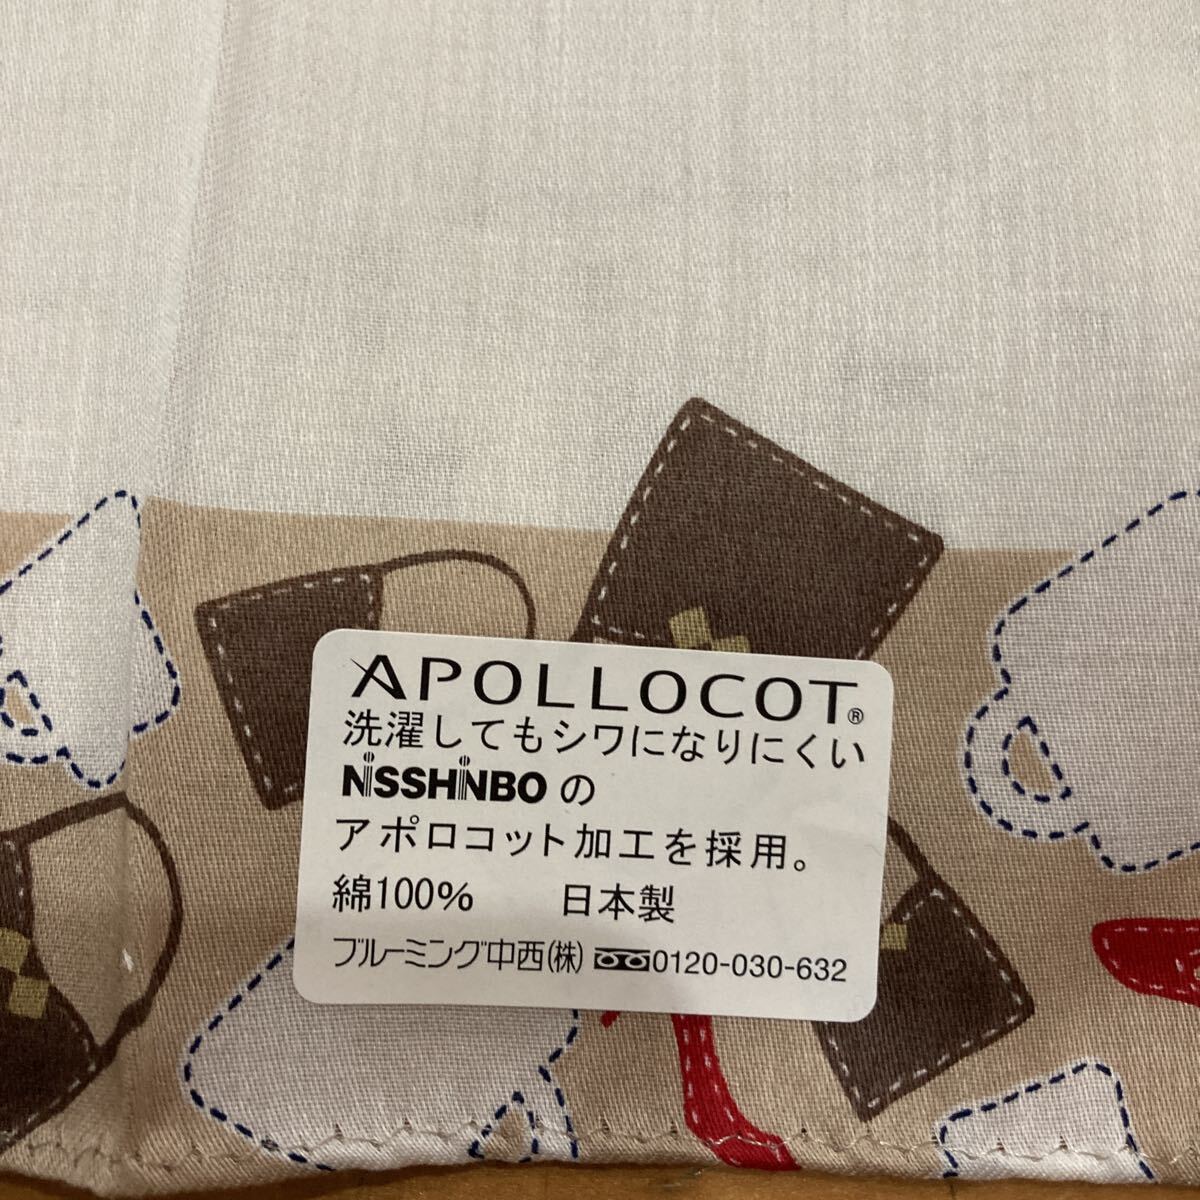 APOLLOCOT®
洗濯してもシワになりにくい
NISSHINBOの
アポロコット加工を採用。
綿100% 日本製
ブルーミング中西(株) 0120-030-632